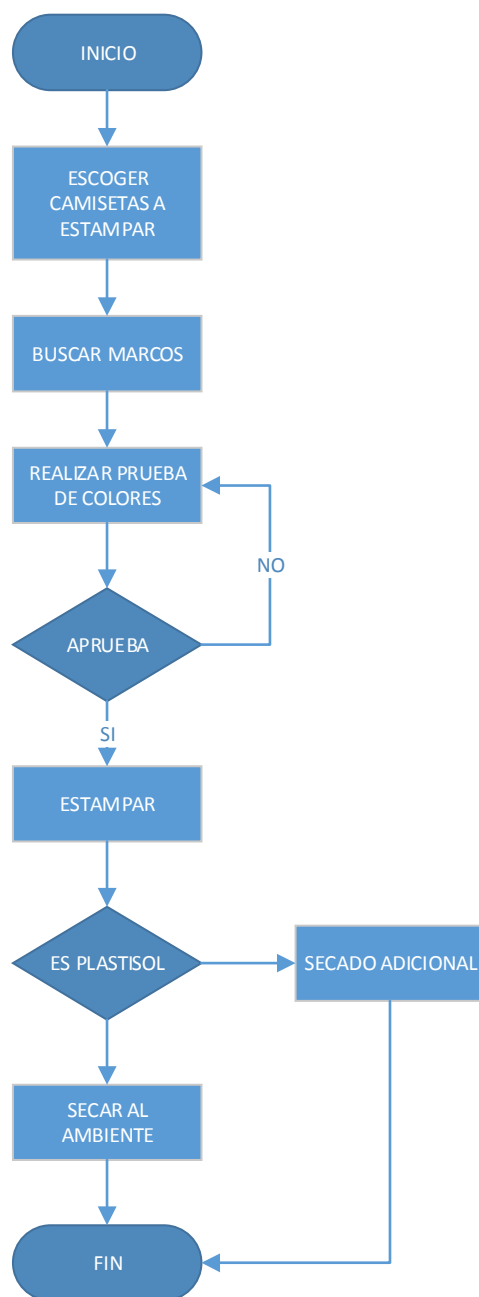 INICIO
ESCOGER
CAMISETAS A
ESTAMPAR
BUSCAR MARCOS
REALIZAR PRUEBA
DE COLORES
NO
APRUEBA
SI
ESTAMPAR
ES PLASTISOL
SECADO ADICIONAL
SECAR AL
AMBIENTE
FIN